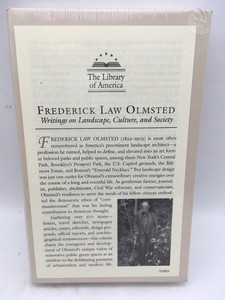 The Library
of America
FREDERICK LAW OLMSTED
Writings on Landscape, Culture, and Society
FREDERICK LAW OLMSTED (1822–1903) is most often
remembered as America's preeminent landscape architect—a
profession he named, helped to define, and elevated into an art form
in beloved parks and public spaces, among them New York's Central
Park, Brooklyn's Prospect Park, the U.S. Capitol grounds, the Bilt-
more Estate, and Boston's "Emerald Necklace." But landscape design
was just one outlet for Olmsted's extraordinary creative energies over
the course of a long and eventful life. As gentleman farmer, journal-
ist, publisher, abolitionist, Civil War reformer, and conservationist,
Olmsted's readiness to serve the needs of his fellow citizen embod-
ied the democratic ethos of "com-
municativeness" that was his lasting
contribution to American thought.
Gathering over
letters, travel sketches, newspaper
articles, essays, editorials, design pro-
posals, official reports, and autobio-
graphical reminiscences—this volume
charts the emergence and develop-
ment of Olmsted's unique vision of
restorative public green spaces as an
antidote to the debilitating pressures
of urbanization and modern life.